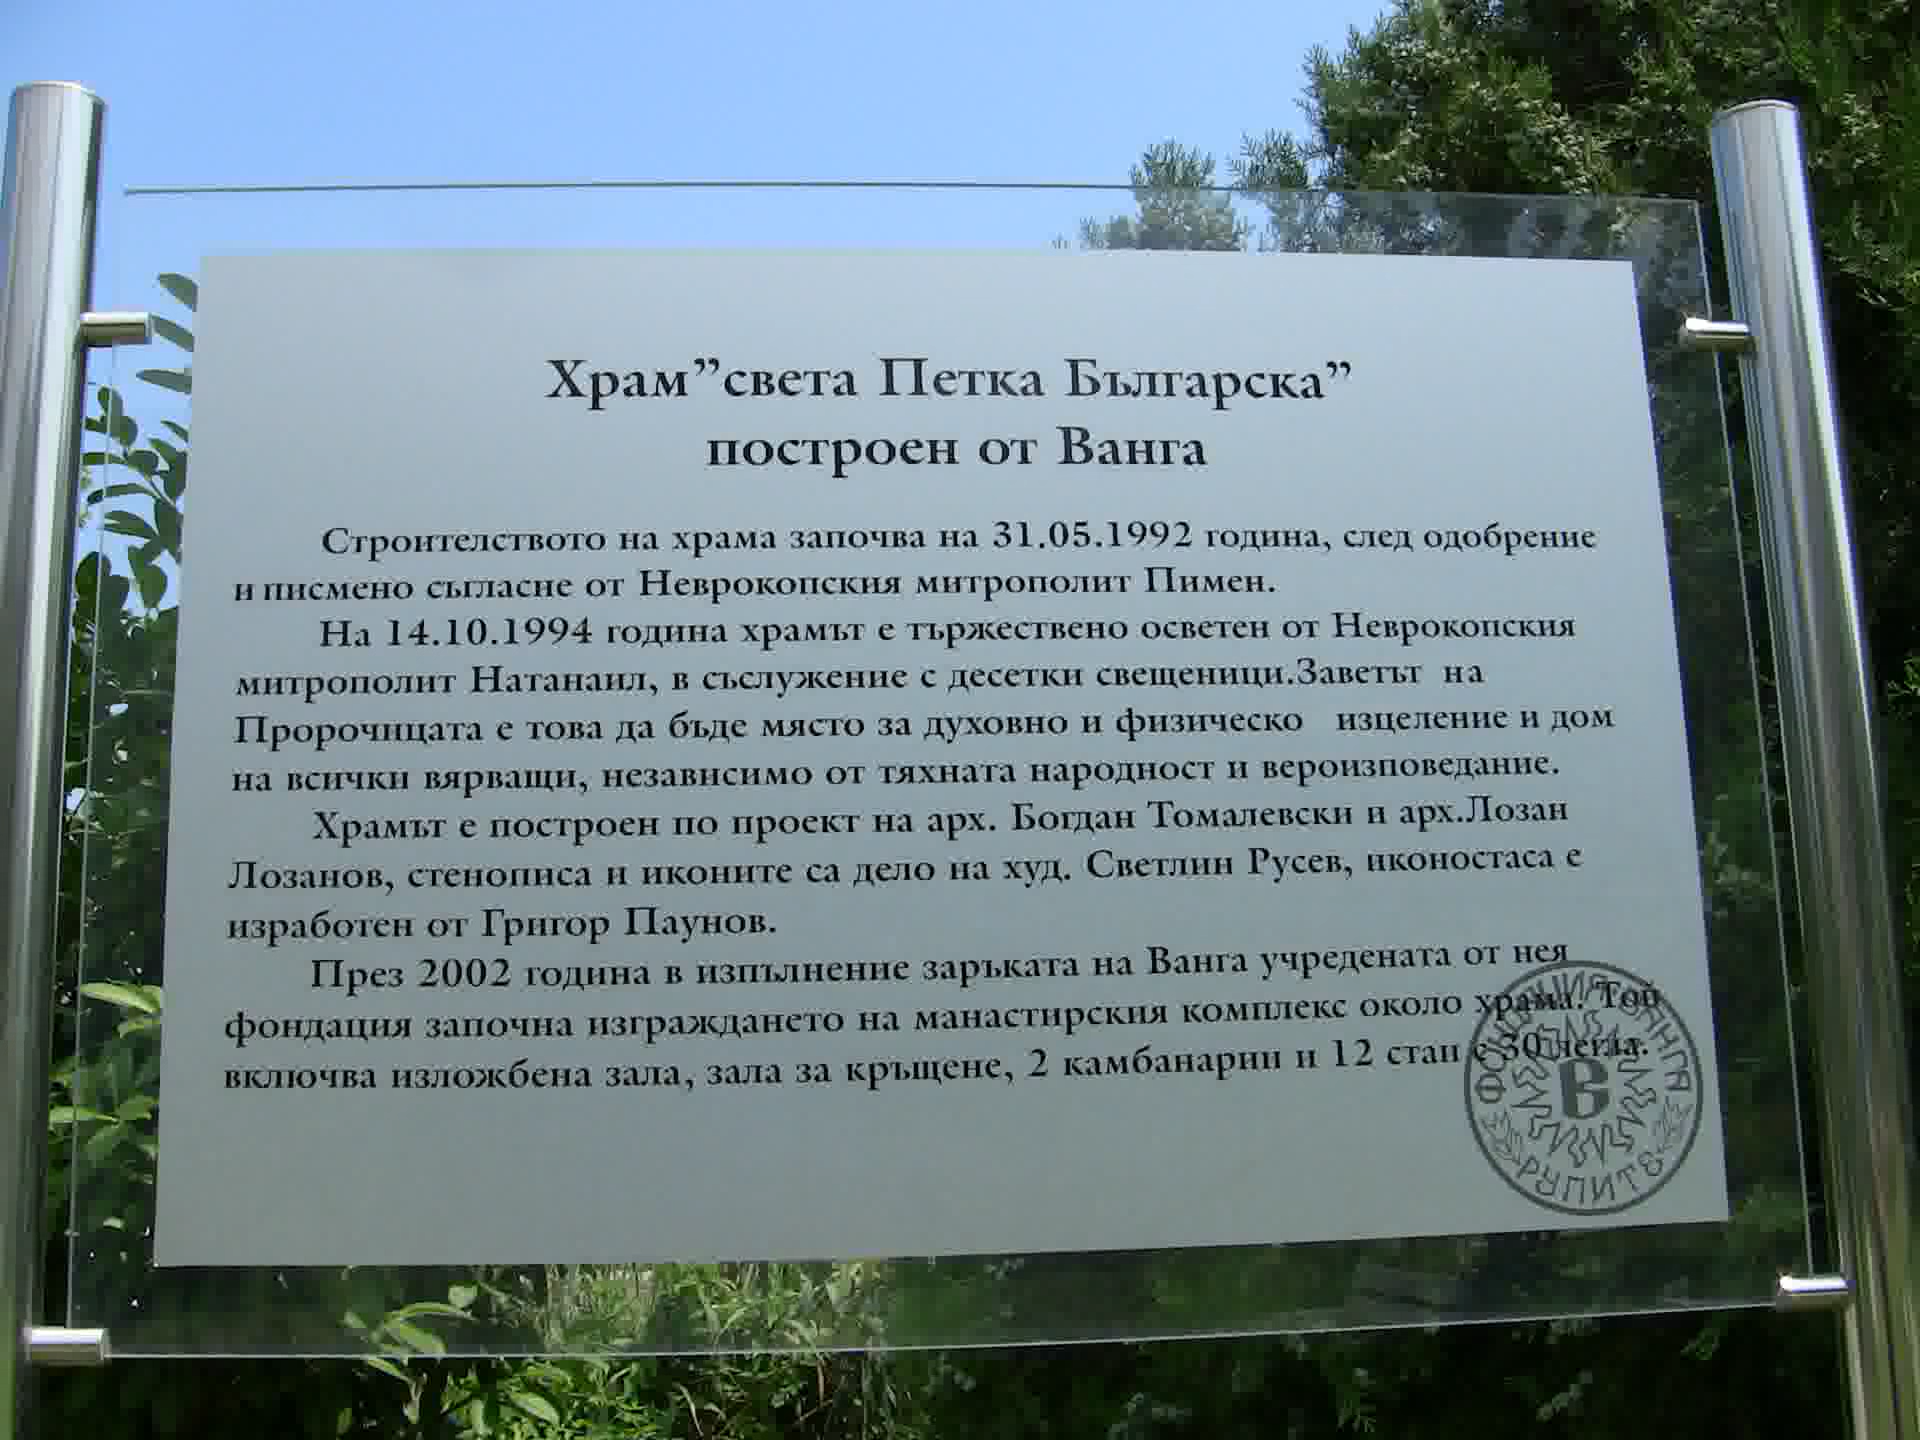 Храм”света Петка Българска”
построен от Ванга
Строителството на храма започва на 31.05.1992 година, след одобрение
и писмено съгласие от Неврокопския митрополит Пимен.
На 14.10.1994 година храмът е тържествено осветен от Неврокопския
митрополит Натанаил, в съслужение с десетки свещеници.Заветът на
Пророчицата е това да бъде място за духовно и физическо изцеление и дом
на всички вярващи, независимо от тяхната народност и вероизповедание.
Храмът е построен по проект на арх. Богдан Томалевски и арх.Лозан
Лозанов, стенописа и иконите са дело на худ. Светлин Русев, иконостаса е
изработен от Григор Паунов.
През 2002 година в изпълнение заръката на Ванга учредената от нея
фондация започна изграждането на манастирския комплекс около храма. Той
включва изложбена зала, зала за кръщене, 2 камбанарии и 12 стаи с 30 легла.
ФОНДАЦИЯ ВАНГА
В
РУПИТЕ